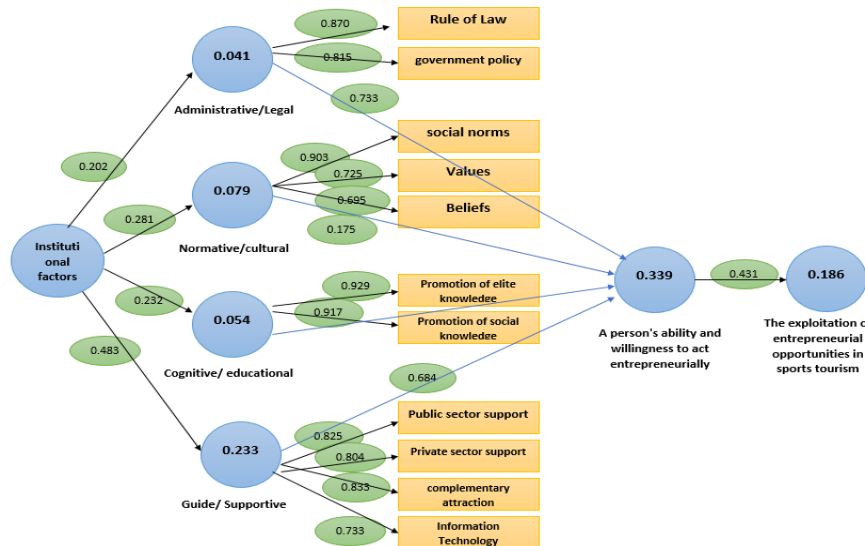 0.870
Rule of Law
0.041
0.815
government policy
Administrative/Legal
0.733
0.202
social norms
0.903
0.725
Values
0.079
0.695
Beliefs
0.281
0.175
Normative/cultural
Instituti
onal
factors
0.339
0.431
0.186
0.232
0.929
Promotion of elite
knowledge
0.054
0.917
Promotion of social
knowledge
A person's ability and
willingness to act
entrepreneurially
The exploitation o
entrepreneurial
opportunities in
sports tourism
0.483
Cognitive/ educational
0.684
Public sector support
0.825
0.233
0.804
Private sector support
0.833
complementary
attraction
Guide/ Supportive
0.733
Information
Technology